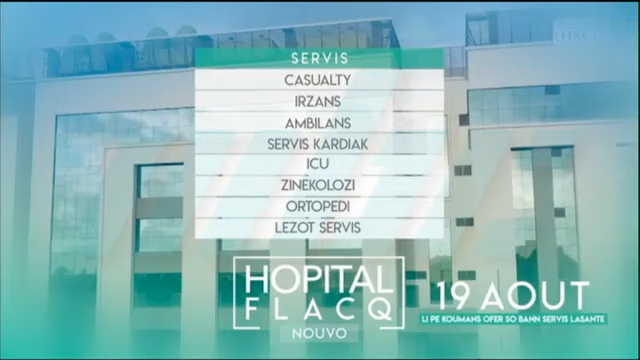 SERVIS
CASUALTY
IRZANS
AMBILANS
SERVIS KARDIAK
ICU
ZINEKOLOZI
ORTOPEDI
LEZOT SERVIS
HOPITAL
FLACQ
NOUVO
19 AOUT
LI PE KOUMANS OFER SO BANN SERVIS LASANTE